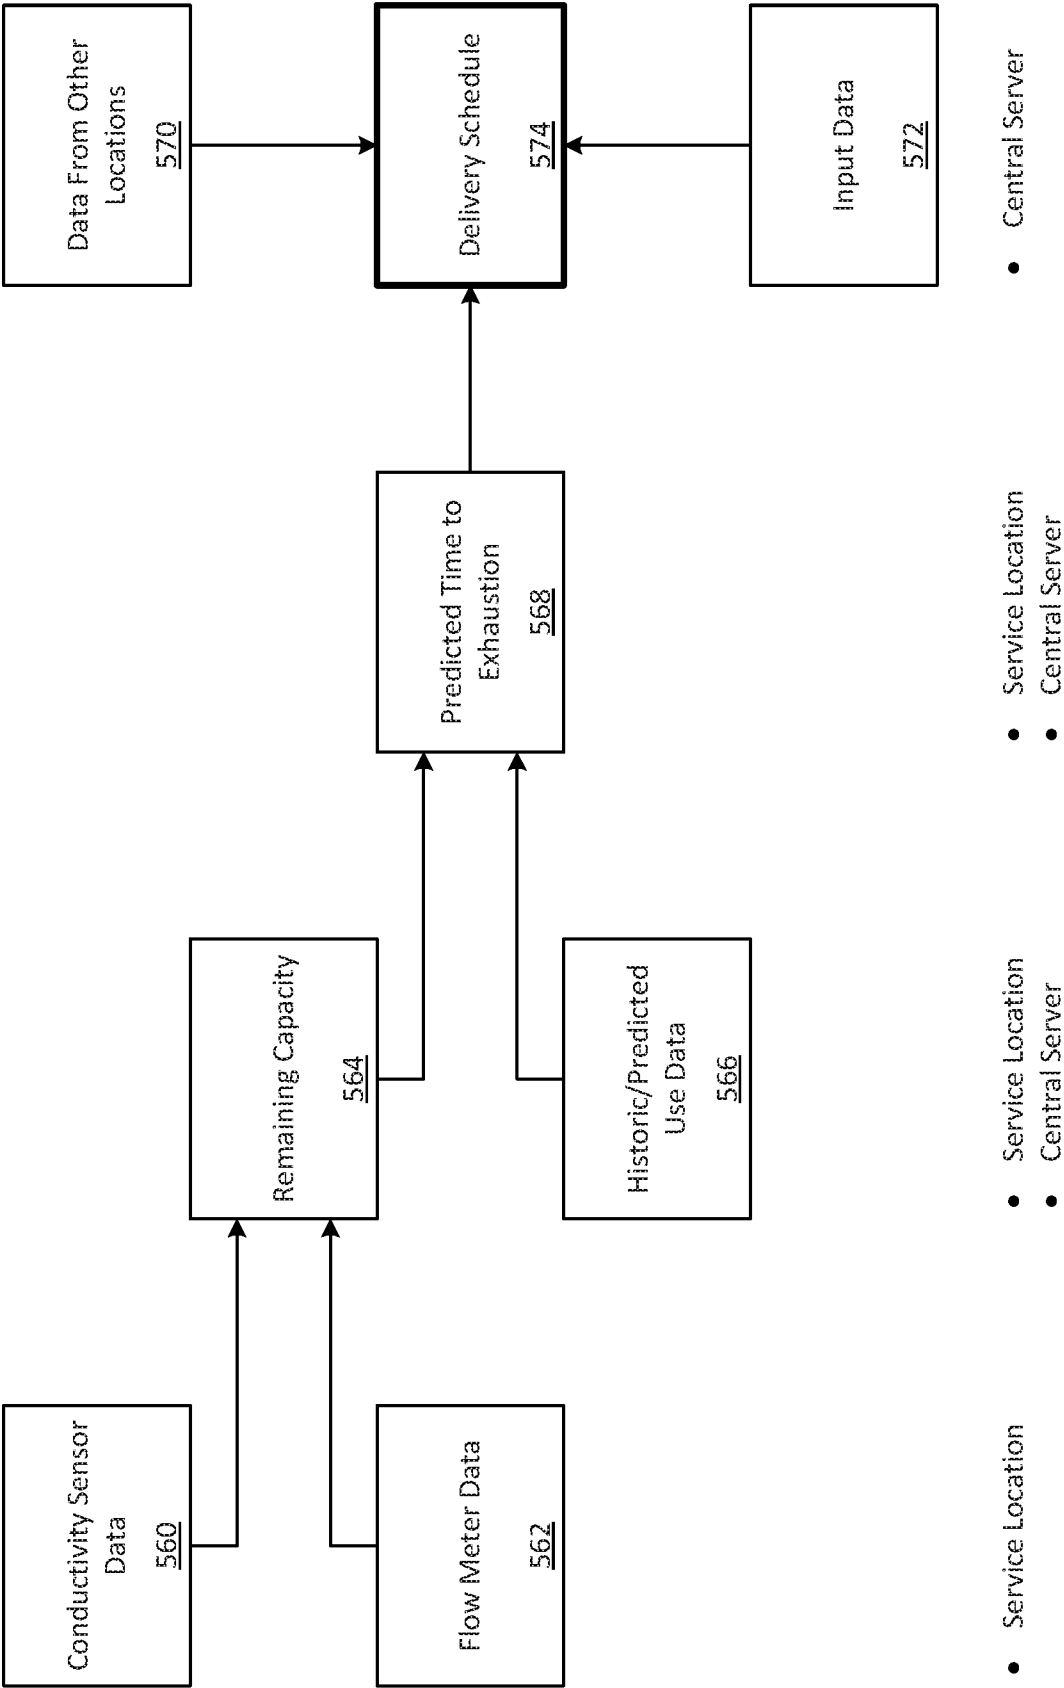 Conductivity Sensor
Data
560
Flow Meter Data
562
Remaining Capacity
564
Historic/Predicted
Use Data
566
Predicted Time to
Exhaustion
568
Data From Other
Locations
570
Delivery Schedule
574
Input Data
572
• Service Location
• Service Location
• Central Server
• Service Location
• Central Server
• Central Server